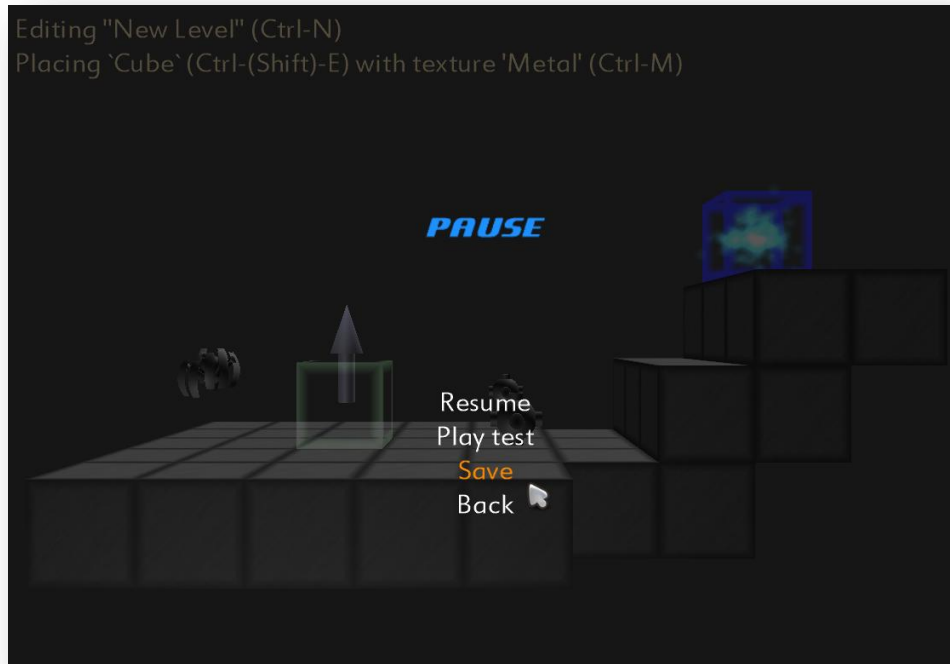 Editing "New Level" (Ctrl-N)
Placing `Cube` (Ctrl-(Shift)-E) with texture 'Metal' (Ctrl-M)
PAUSE
Resume
Play test
Save
Back